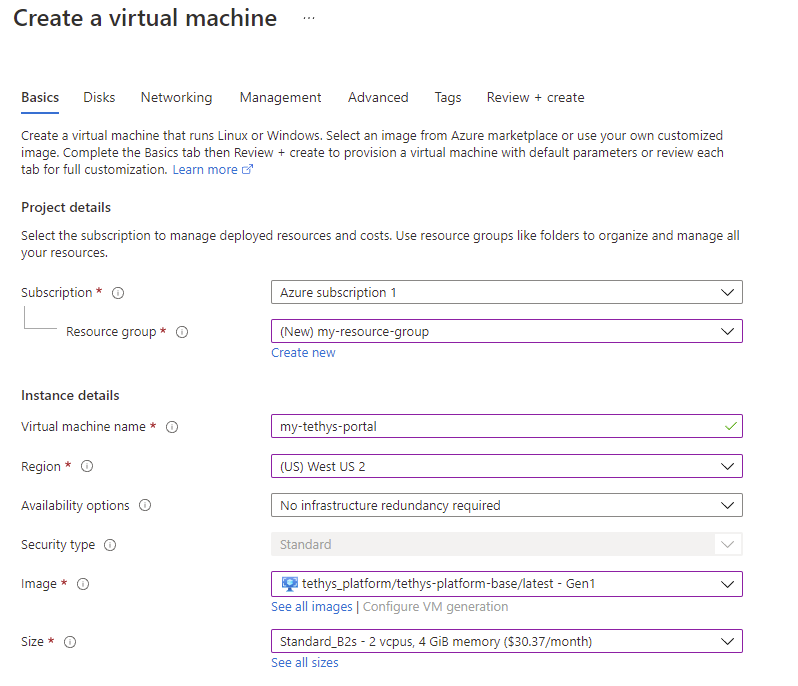 Create a virtual machine ...
Basics Disks Networking Management Advanced Tags Review + create
Create a virtual machine that runs Linux or Windows. Select an image from Azure marketplace or use your own customized
image. Complete the Basics tab then Review + create to provision a virtual machine with default parameters or review each
tab for full customization. Learn more
Project details
Select the subscription to manage deployed resources and costs. Use resource groups like folders to organize and manage all
your resources.
Subscription * Azure subscription 1
Resource group * (New) my-resource-group
Create new
Instance details
Virtual machine name * my-tethys-portal
Region * (US) West US 2
Availability options No infrastructure redundancy required
Security type Standard
Image * tethys_platform/tethys-platform-base/latest - Gen1
See all images | Configure VM generation
Size * Standard_B2s - 2 vcpus, 4 GiB memory ($30.37/month)
See all sizes